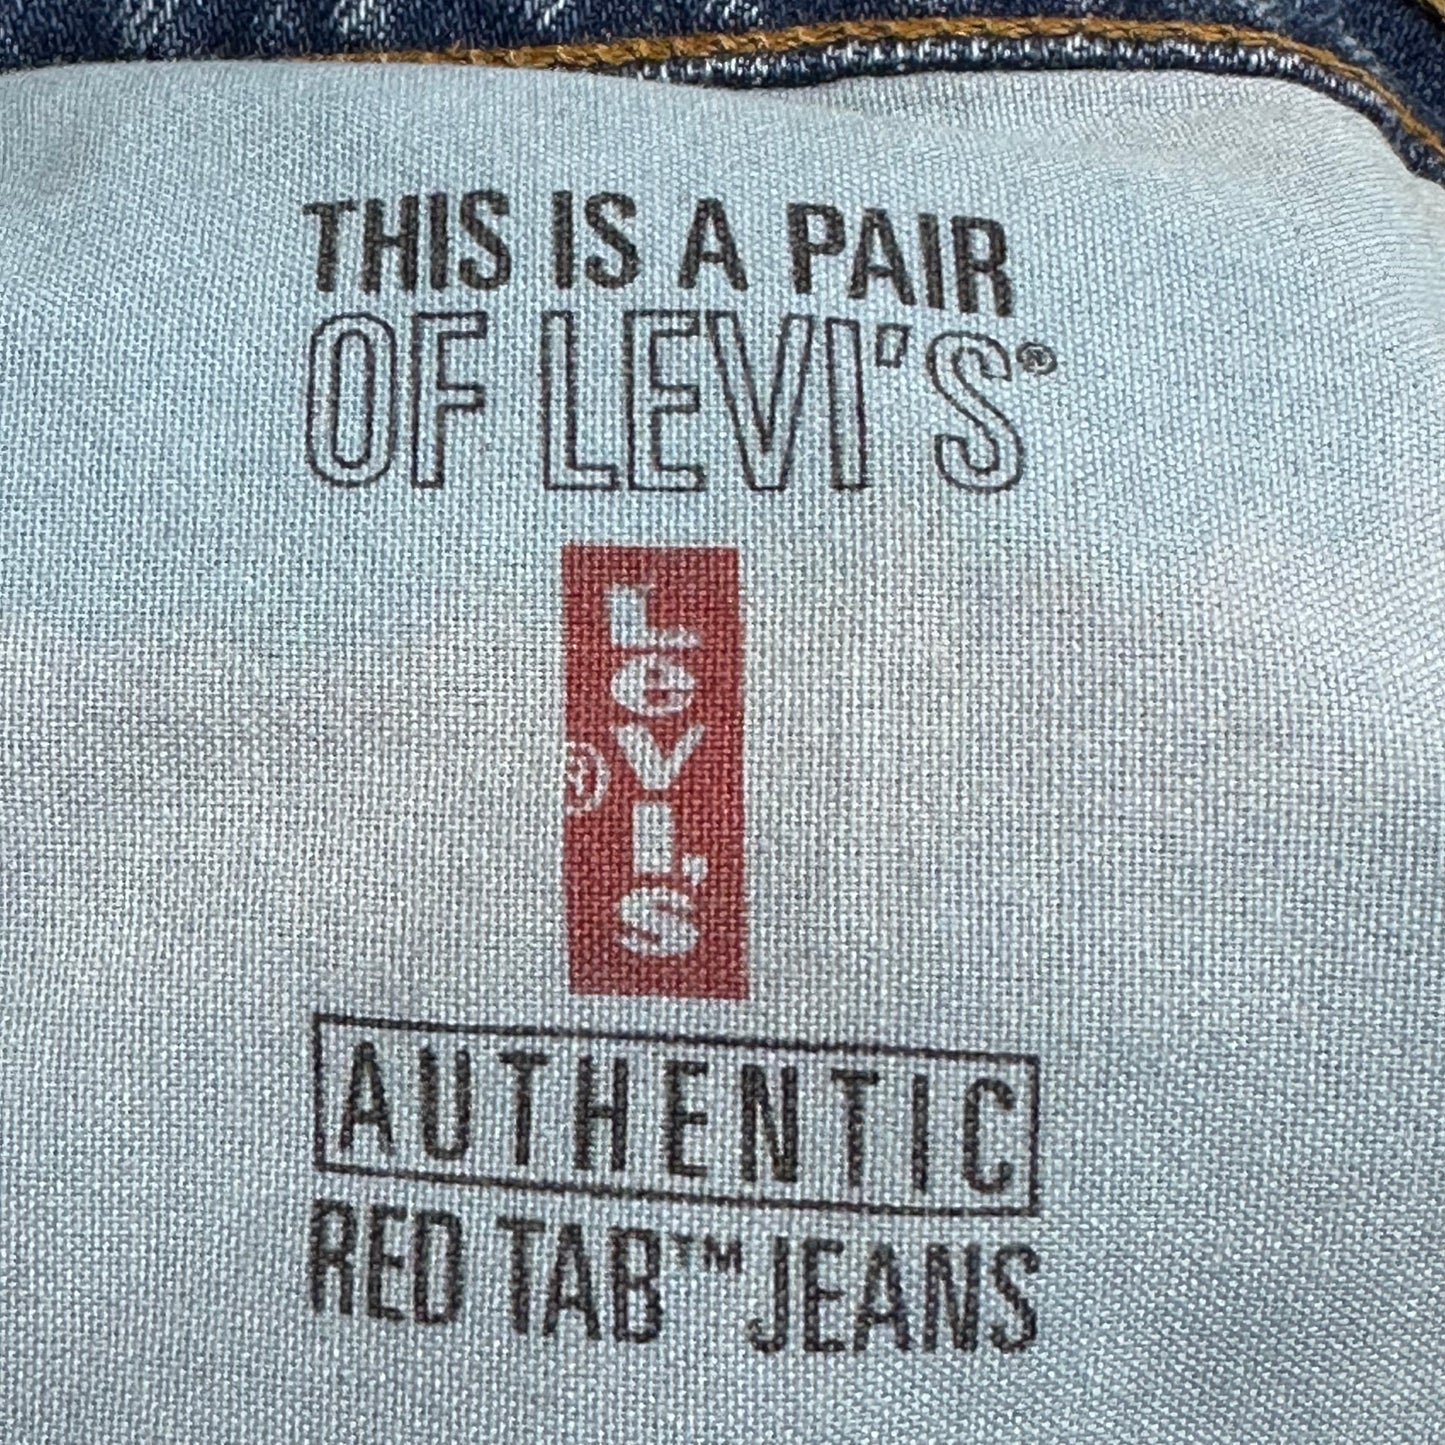 THIS IS A PAIR
OF LEVI'S®
LEVI'S
®
AUTHENTIC
RED TAB™ JEANS